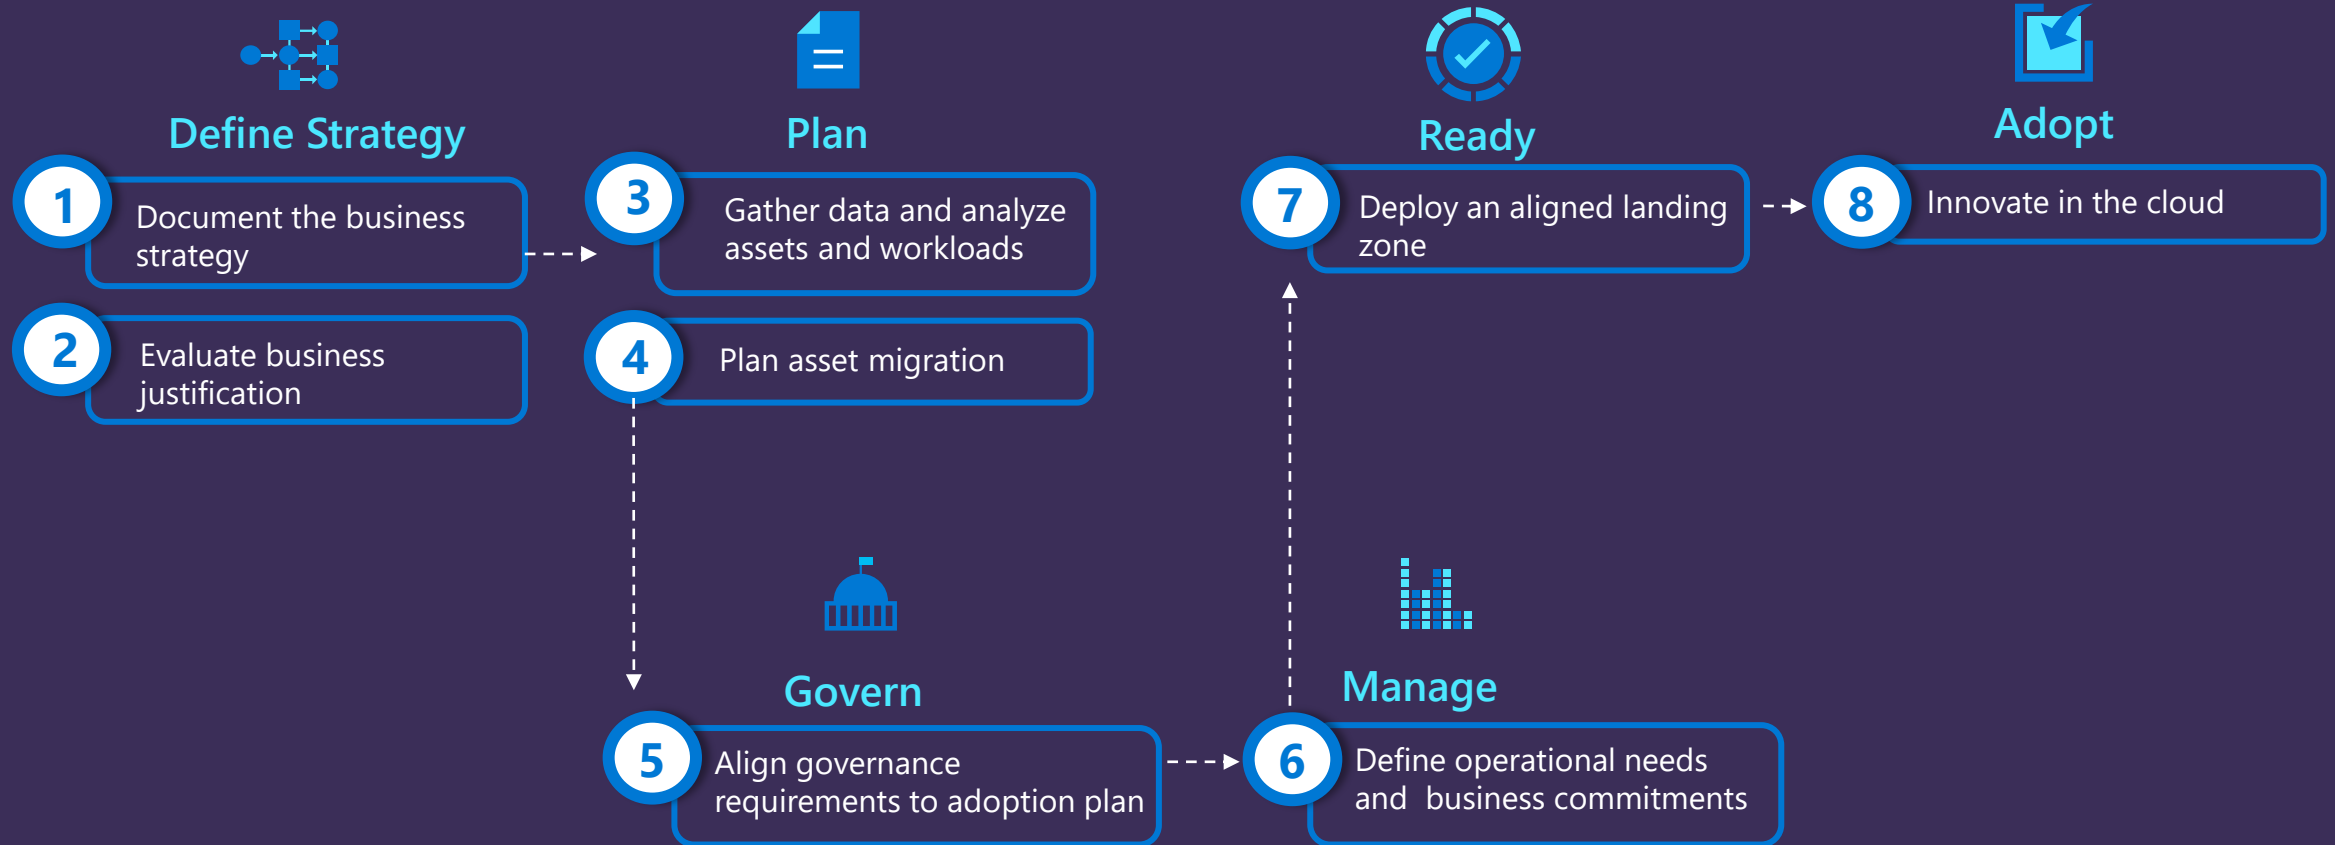 Define Strategy
1
Document the business
strategy
2
Evaluate business
justification
Plan
3
Gather data and analyze
assets and workloads
4
Plan asset migration
Govern
5
Align governance
requirements to adoption plan
Manage
6
Define operational needs
and  business commitments
Ready
7
Deploy an aligned landing
zone
Adopt
8
Innovate in the cloud